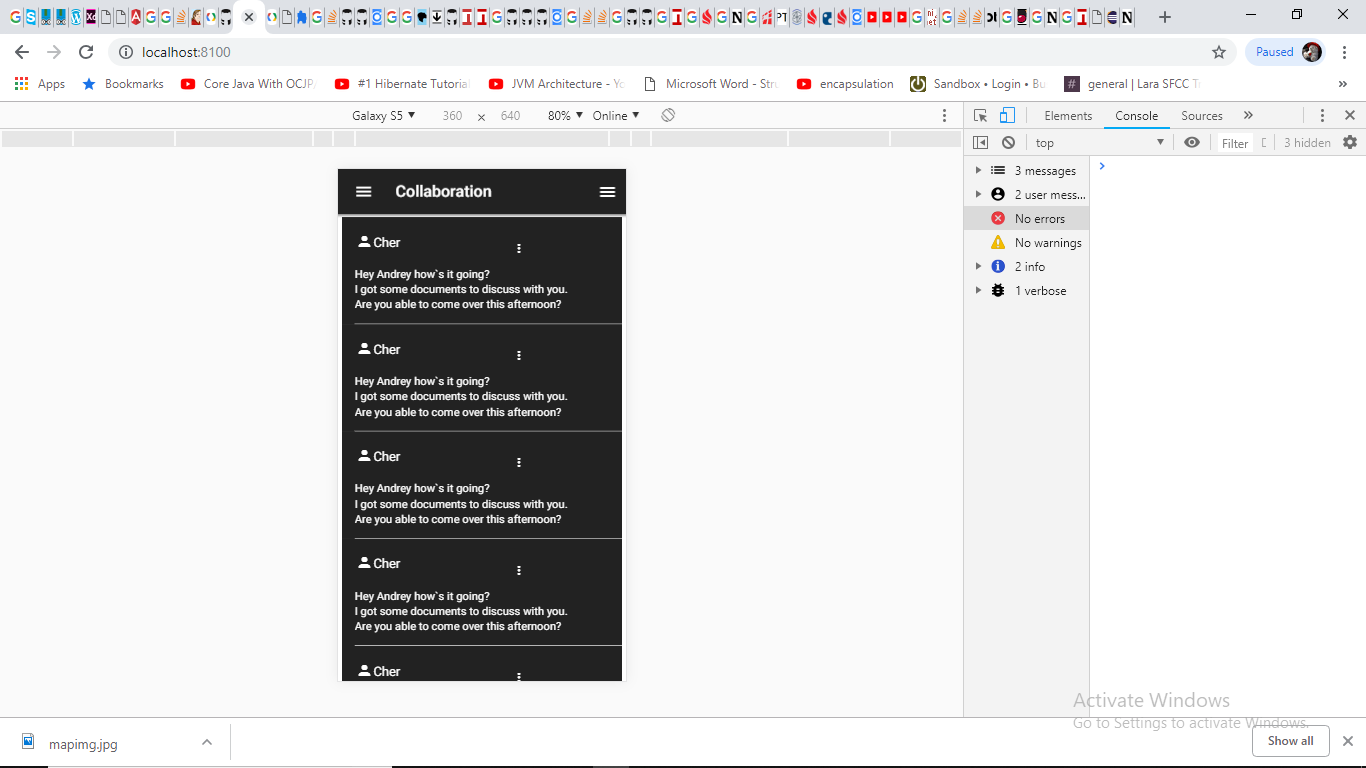 localhost:8100
Paused
Apps
Bookmarks
Core Java With OCJP
#1 Hibernate Tutorial
JVM Architecture - Yo
Microsoft Word - Stru
encapsulation
Sandbox • Login • Bu
general | Lara SFCC T
»
Galaxy S5 ▼ 360 × 640 80% ▼ Online ▼
Elements Console Sources »
top ▼ Filter 3 hidden
3 messages
2 user mess...
No errors
No warnings
2 info
1 verbose
Collaboration
Cher
Hey Andrey how`s it going?
I got some documents to discuss with you.
Are you able to come over this afternoon?
Cher
Hey Andrey how`s it going?
I got some documents to discuss with you.
Are you able to come over this afternoon?
Cher
Hey Andrey how`s it going?
I got some documents to discuss with you.
Are you able to come over this afternoon?
Cher
Hey Andrey how`s it going?
I got some documents to discuss with you.
Are you able to come over this afternoon?
Cher
Activate Windows
Go to Settings to activate Windows.
mapimg.jpg
Show all